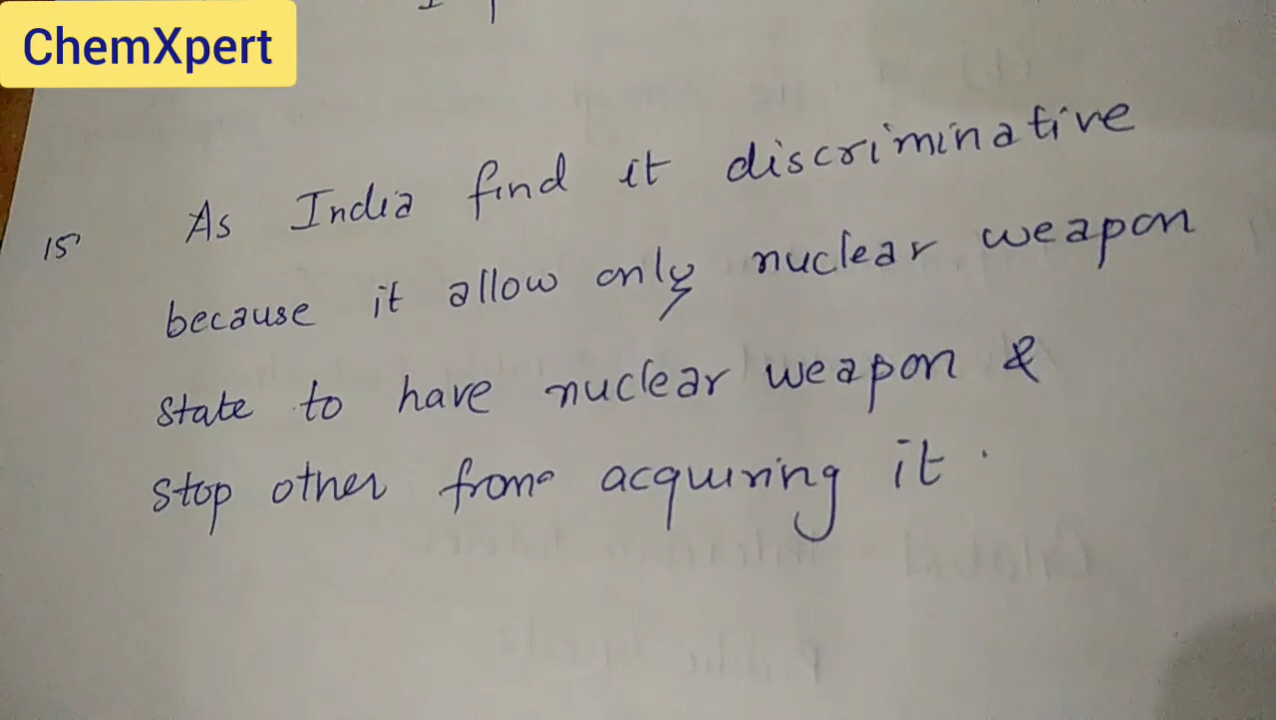 ChemXpert
15 As India find it discriminative
because it allow only nuclear weapon
state to have nuclear weapon &
stop other from acquiring it.